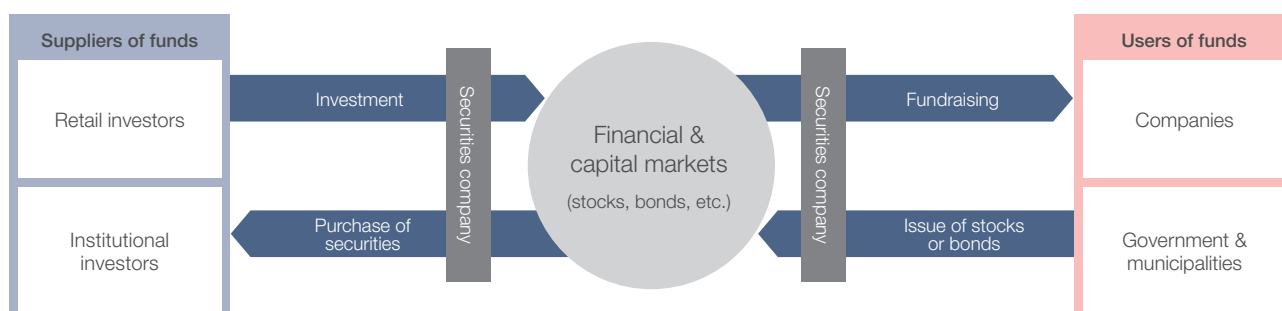 Suppliers of funds
Retail investors
Institutional
investors
Investment
Purchase of
securities
Securities company
Financial &
capital markets
(stocks, bonds, etc.)
Securities company
Fundraising
Issue of stocks
or bonds
Users of funds
Companies
Government &
municipalities